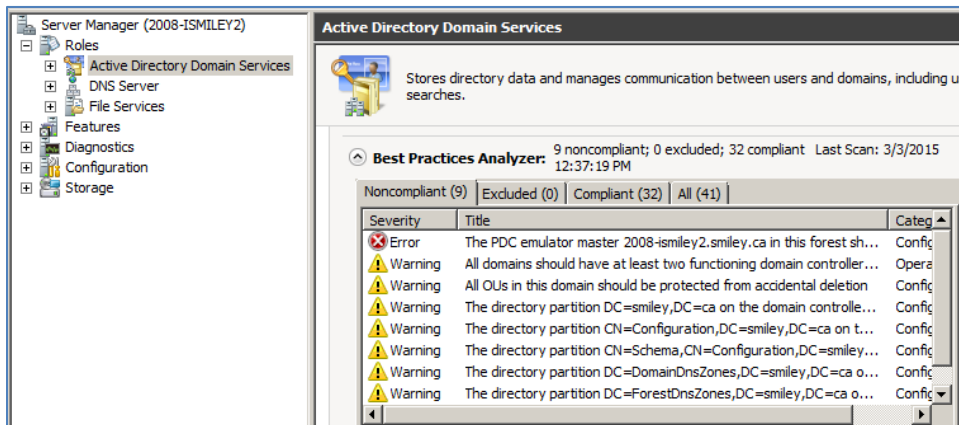 Server Manager (2008-ISMILEY2)
Roles
Active Directory Domain Services
DNS Server
File Services
Features
Diagnostics
Configuration
Storage
Active Directory Domain Services
Stores directory data and manages communication between users and domains, including u
searches.
Best Practices Analyzer: 9 noncompliant; 0 excluded; 32 compliant Last Scan: 3/3/2015
12:37:19 PM
Noncompliant (9) Excluded (0) Compliant (32) All (41)
Severity Title Categ
Error The PDC emulator master 2008-ismiley2.smiley.ca in this forest sh... Config
Warning All domains should have at least two functioning domain controller... Opera
Warning All OUs in this domain should be protected from accidental deletion Config
Warning The directory partition DC=smiley,DC=ca on the domain controlle... Config
Warning The directory partition CN=Configuration,DC=smiley,DC=ca on t... Config
Warning The directory partition CN=Schema,CN=Configuration,DC=smiley... Config
Warning The directory partition DC=DomainDnsZones,DC=smiley,DC=ca o... Config
Warning The directory partition DC=ForestDnsZones,DC=smiley,DC=ca o... Config